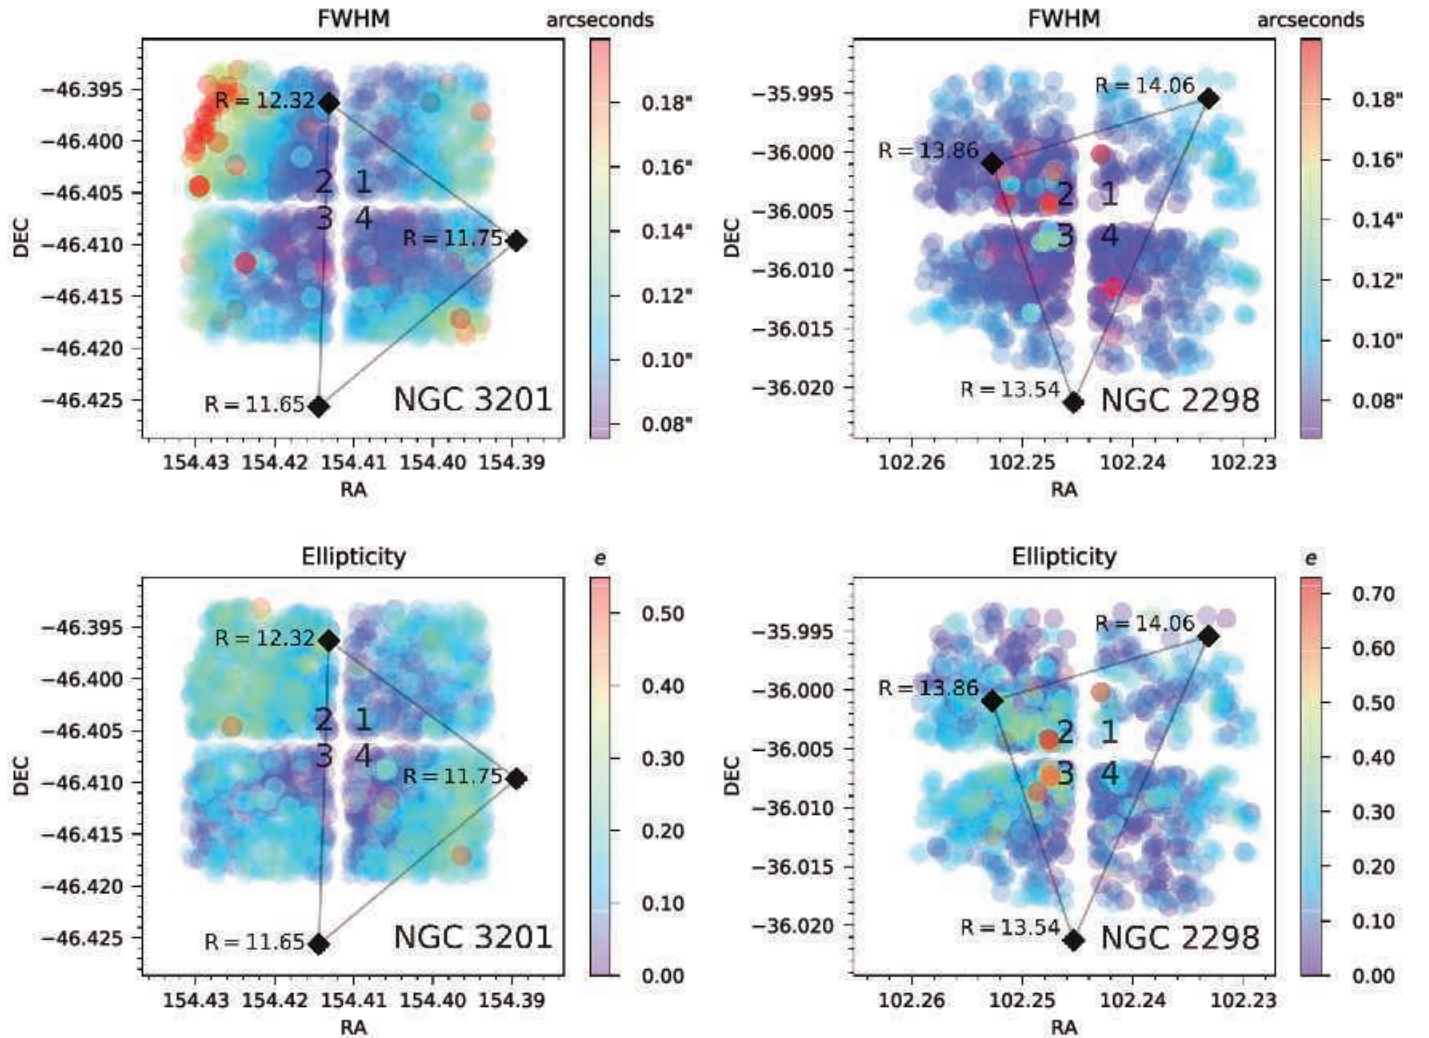 FWHM
arcseconds
−46.395
−46.400
−46.405
−46.410
−46.415
−46.420
−46.425
DEC
R = 12.32
2 1
3 4
R = 11.75
R = 11.65
NGC 3201
154.43 154.42 154.41 154.40 154.39
RA
0.18"
0.16"
0.14"
0.12"
0.10"
0.08"
FWHM
arcseconds
−35.995
−36.000
−36.005
−36.010
−36.015
−36.020
DEC
R = 14.06
R = 13.86
2 1
3 4
R = 13.54
NGC 2298
102.26 102.25 102.24 102.23
RA
0.18"
0.16"
0.14"
0.12"
0.10"
0.08"
Ellipticity
e
−46.395
−46.400
−46.405
−46.410
−46.415
−46.420
−46.425
DEC
R = 12.32
2 1
3 4
R = 11.75
R = 11.65
NGC 3201
154.43 154.42 154.41 154.40 154.39
RA
0.50
0.40
0.30
0.20
0.10
0.00
Ellipticity
e
−35.995
−36.000
−36.005
−36.010
−36.015
−36.020
DEC
R = 14.06
R = 13.86
2 1
3 4
R = 13.54
NGC 2298
102.26 102.25 102.24 102.23
RA
0.70
0.60
0.50
0.40
0.30
0.20
0.10
0.00